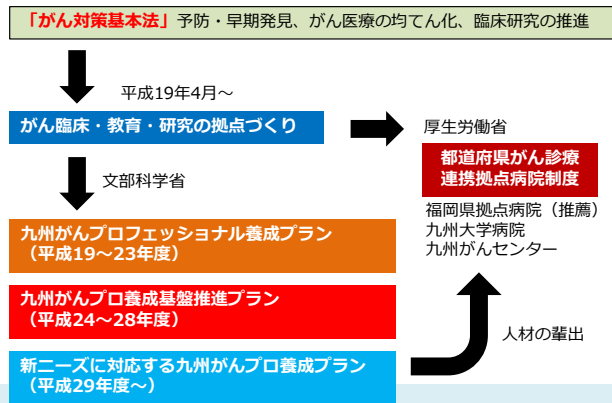 「がん対策基本法」予防・早期発見、がん医療の均てん化、臨床研究の推進
平成19年4月～
がん臨床・教育・研究の拠点づくり
厚生労働省
都道府県がん診療
連携拠点病院制度
文部科学省
福岡県拠点病院（推薦）
九州大学病院
九州がんセンター
九州がんプロフェッショナル養成プラン
（平成19～23年度）
九州がんプロ養成基盤推進プラン
（平成24～28年度）
人材の輩出
新ニーズに対応する九州がんプロ養成プラン
（平成29年度～）